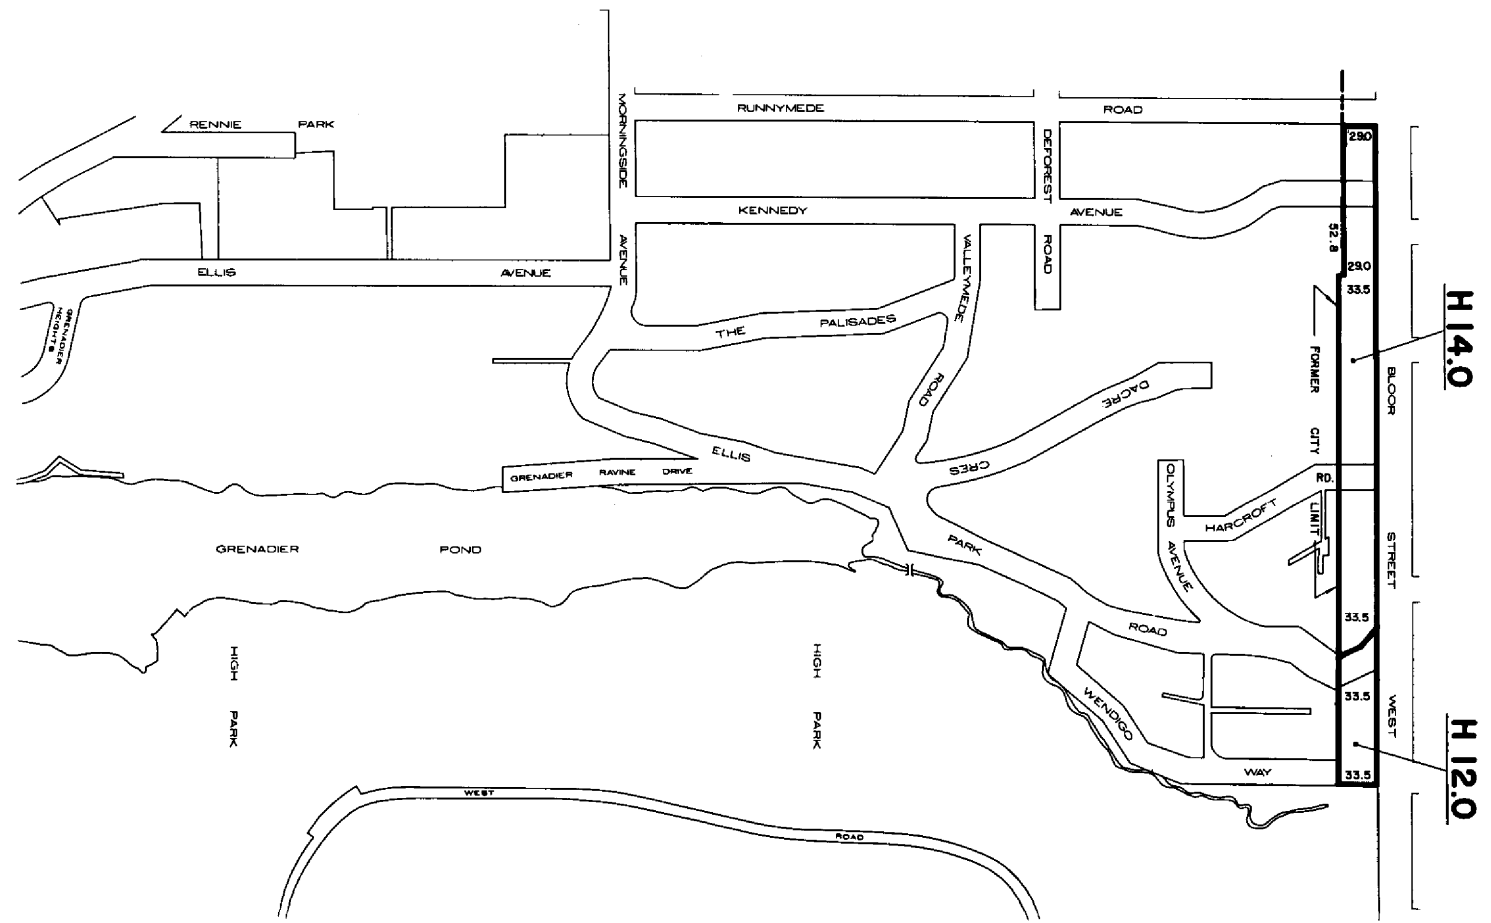 RUNNYMEDE ROAD
RENNIE PARK
MORNINGSIDE AVENUE
DEFOREST ROAD
29.0
KENNEDY AVENUE
52.8
29.0
33.5
H 14.0
ELLIS AVENUE
VALLEYMEDE ROAD
GRENADIER
HEIGHTS
THE PALISADES
FORMER CITY LIMIT
BLOOR STREET WEST
DACRE CRES
ELLIS PARK ROAD
GRENADIER RAVINE DRIVE
OLYMPUS AVENUE
HARCROFT RD.
GRENADIER POND
33.5
HIGH PARK
HIGH PARK
33.5
WENDIGO WAY
33.5
H 12.0
WEST ROAD